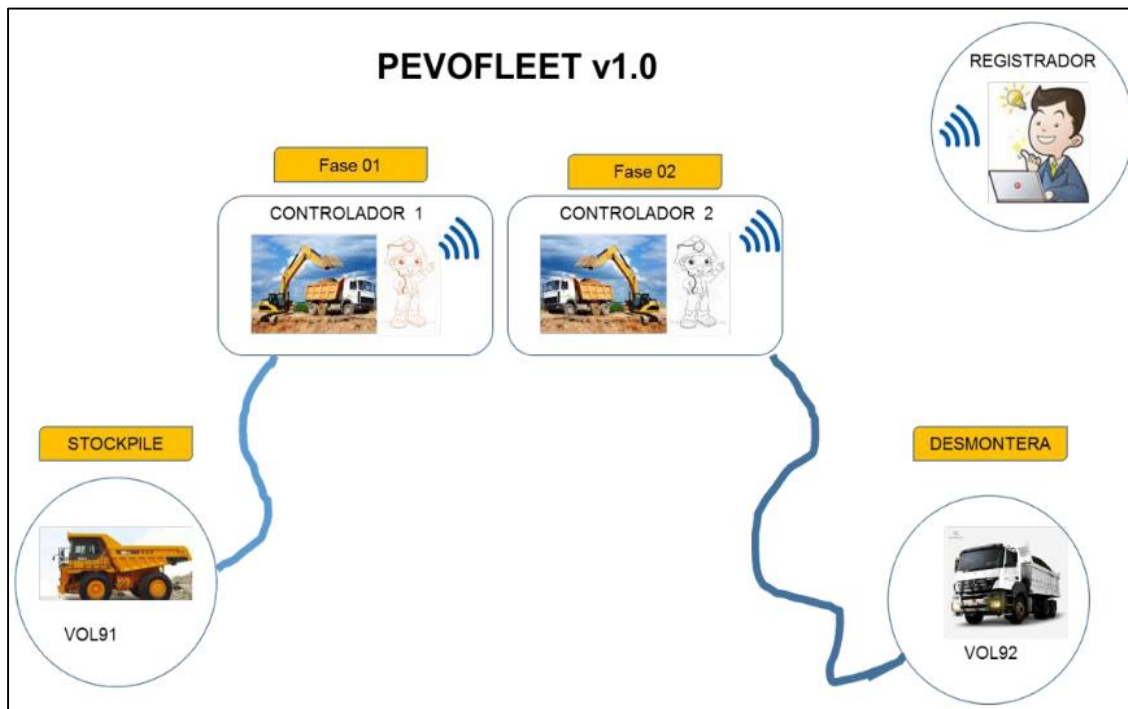 PEVOFLEET v1.0
REGISTRADOR
Fase 01
Fase 02
CONTROLADOR 1
CONTROLADOR 2
STOCKPILE
DESMONTERA
VOL91
VOL92